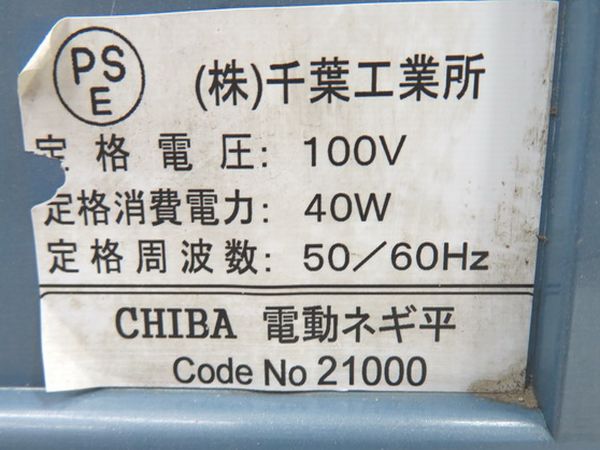 PS
E
(株)千葉工業所
定格電圧: 100V
定格消費電力: 40W
定格周波数: 50/60Hz
CHIBA 電動ネギ平
Code No 21000